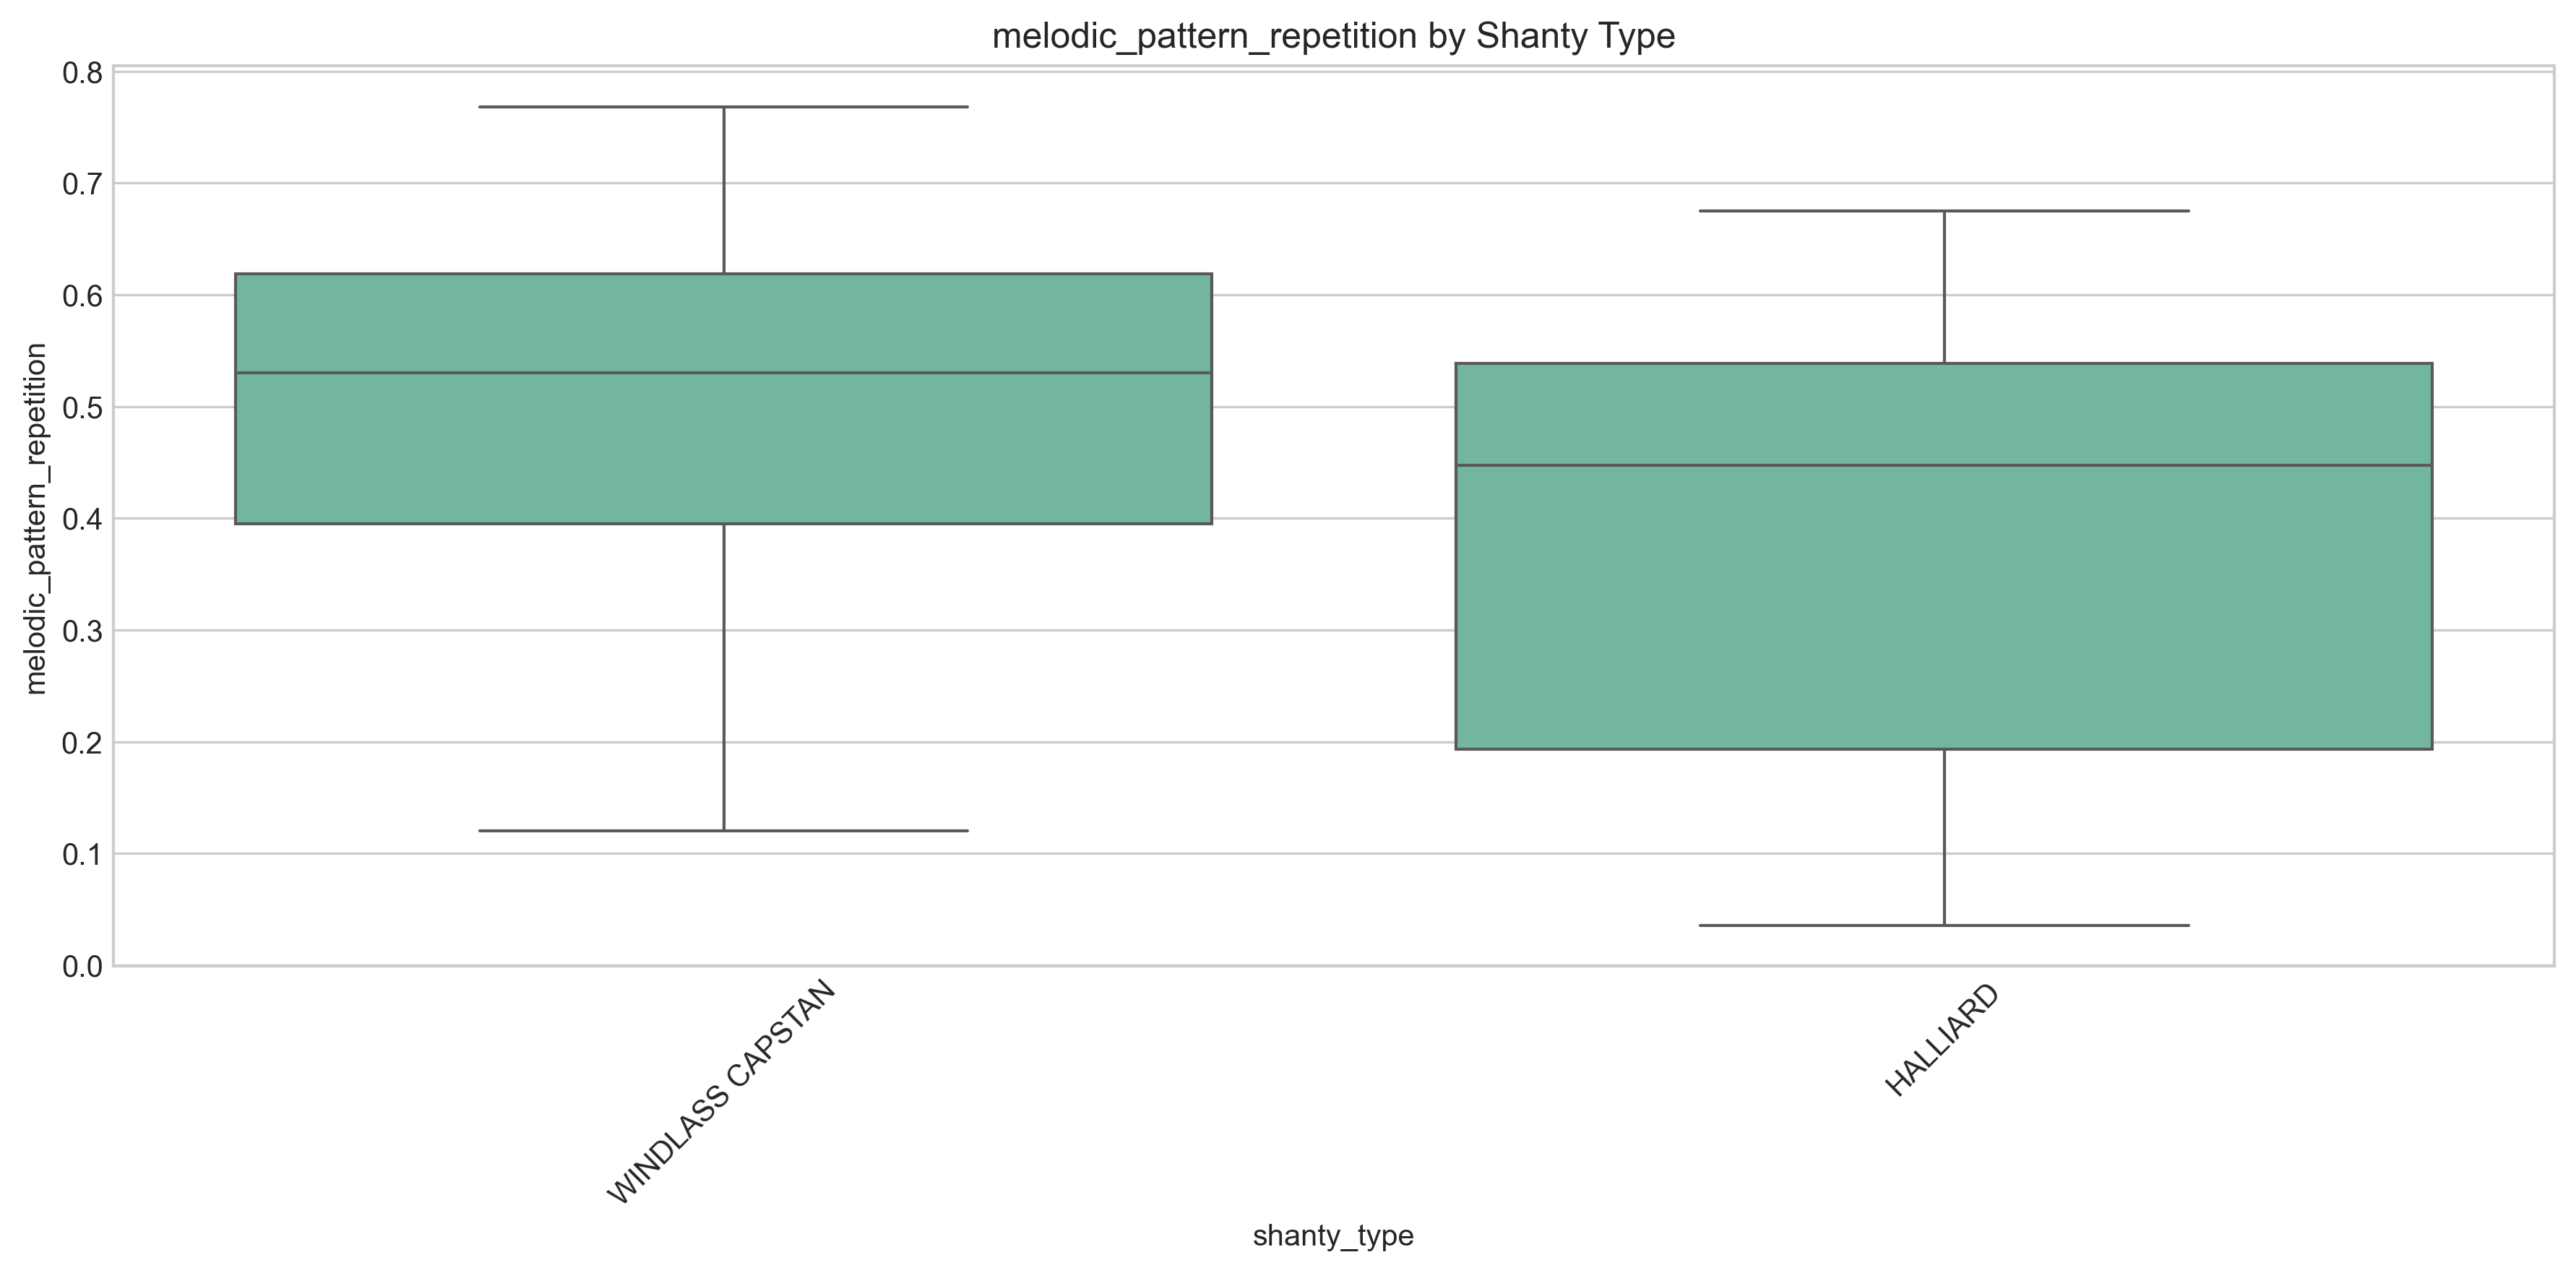 melodic_pattern_repetition by Shanty Type
melodic_pattern_repetition
0.8
0.7
0.6
0.5
0.4
0.3
0.2
0.1
0.0
WINDLASS CAPSTAN
HALLIARD
shanty_type